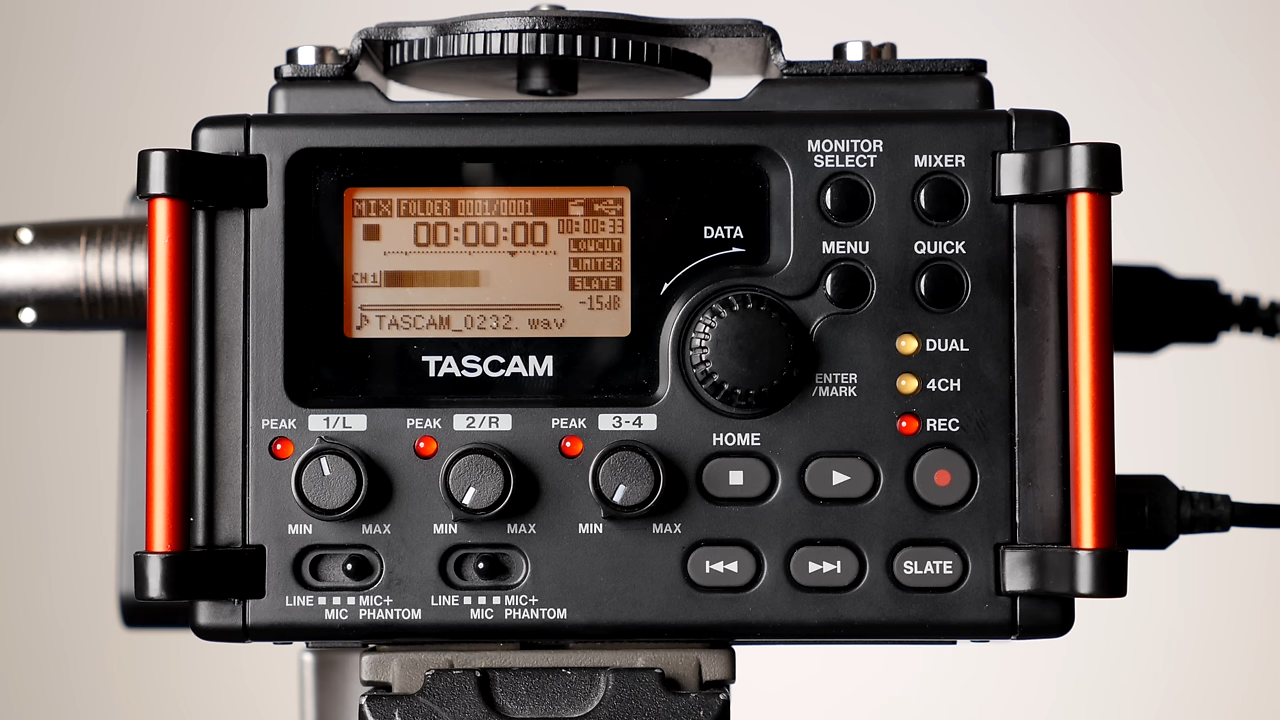 MONITOR
SELECT
MIXER
MIX FOLDER 0001/0001
00:00:00
00:00:33
LOWCUT
CH1
LIMITER
SLATE
-15dB
TASCAM_0232.wav
TASCAM
DATA
MENU
QUICK
DUAL
ENTER
/MARK
4CH
REC
PEAK 1/L
PEAK 2/R
PEAK 3-4
HOME
MIN MAX
MIN MAX
MIN MAX
LINE MIC+
MIC PHANTOM
LINE MIC+
MIC PHANTOM
SLATE